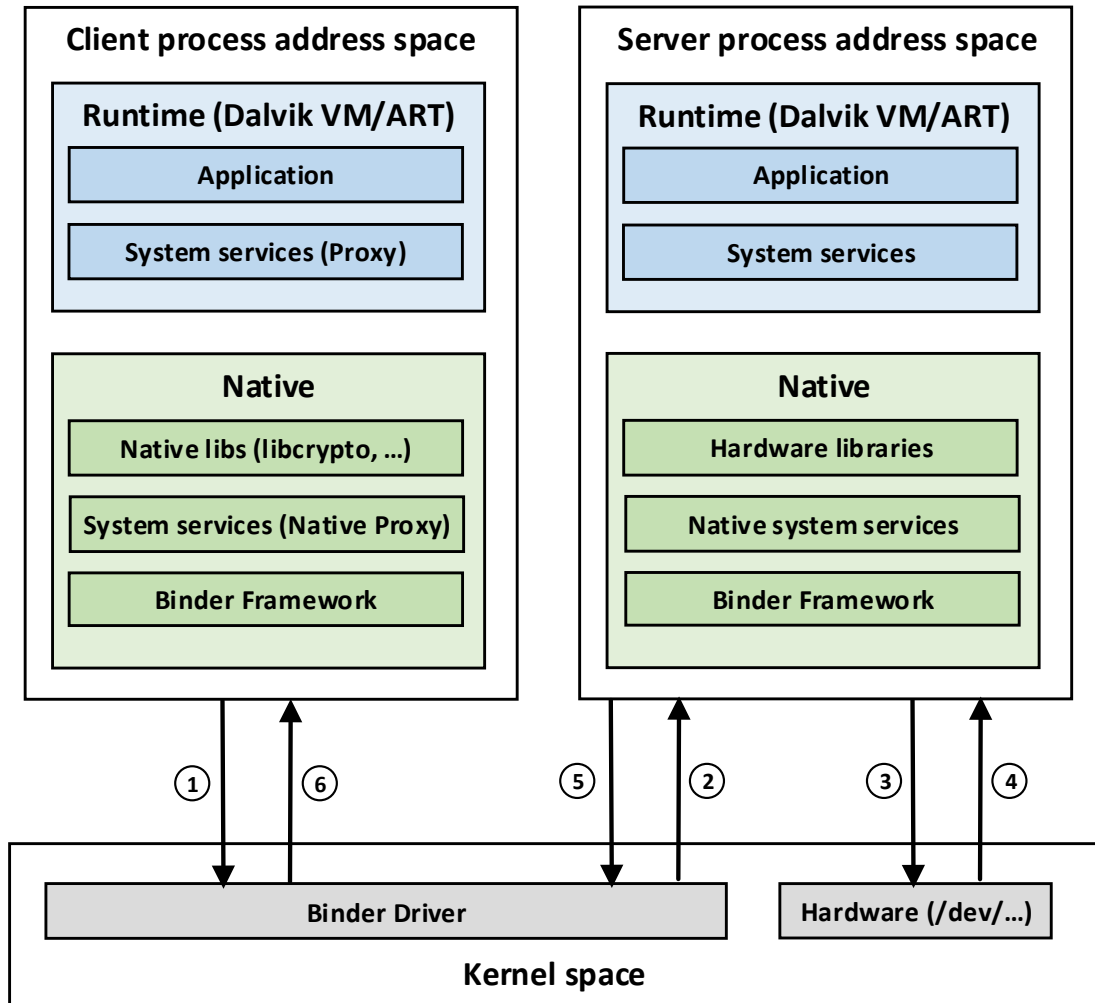 Client process address space
Runtime (Dalvik VM/ART)
Application
System services (Proxy)
Native
Native libs (libcrypto, …)
System services (Native Proxy)
Binder Framework
Server process address space
Runtime (Dalvik VM/ART)
Application
System services
Native
Hardware libraries
Native system services
Binder Framework
1
6
5
2
3
4
Binder Driver
Hardware (/dev/…)
Kernel space